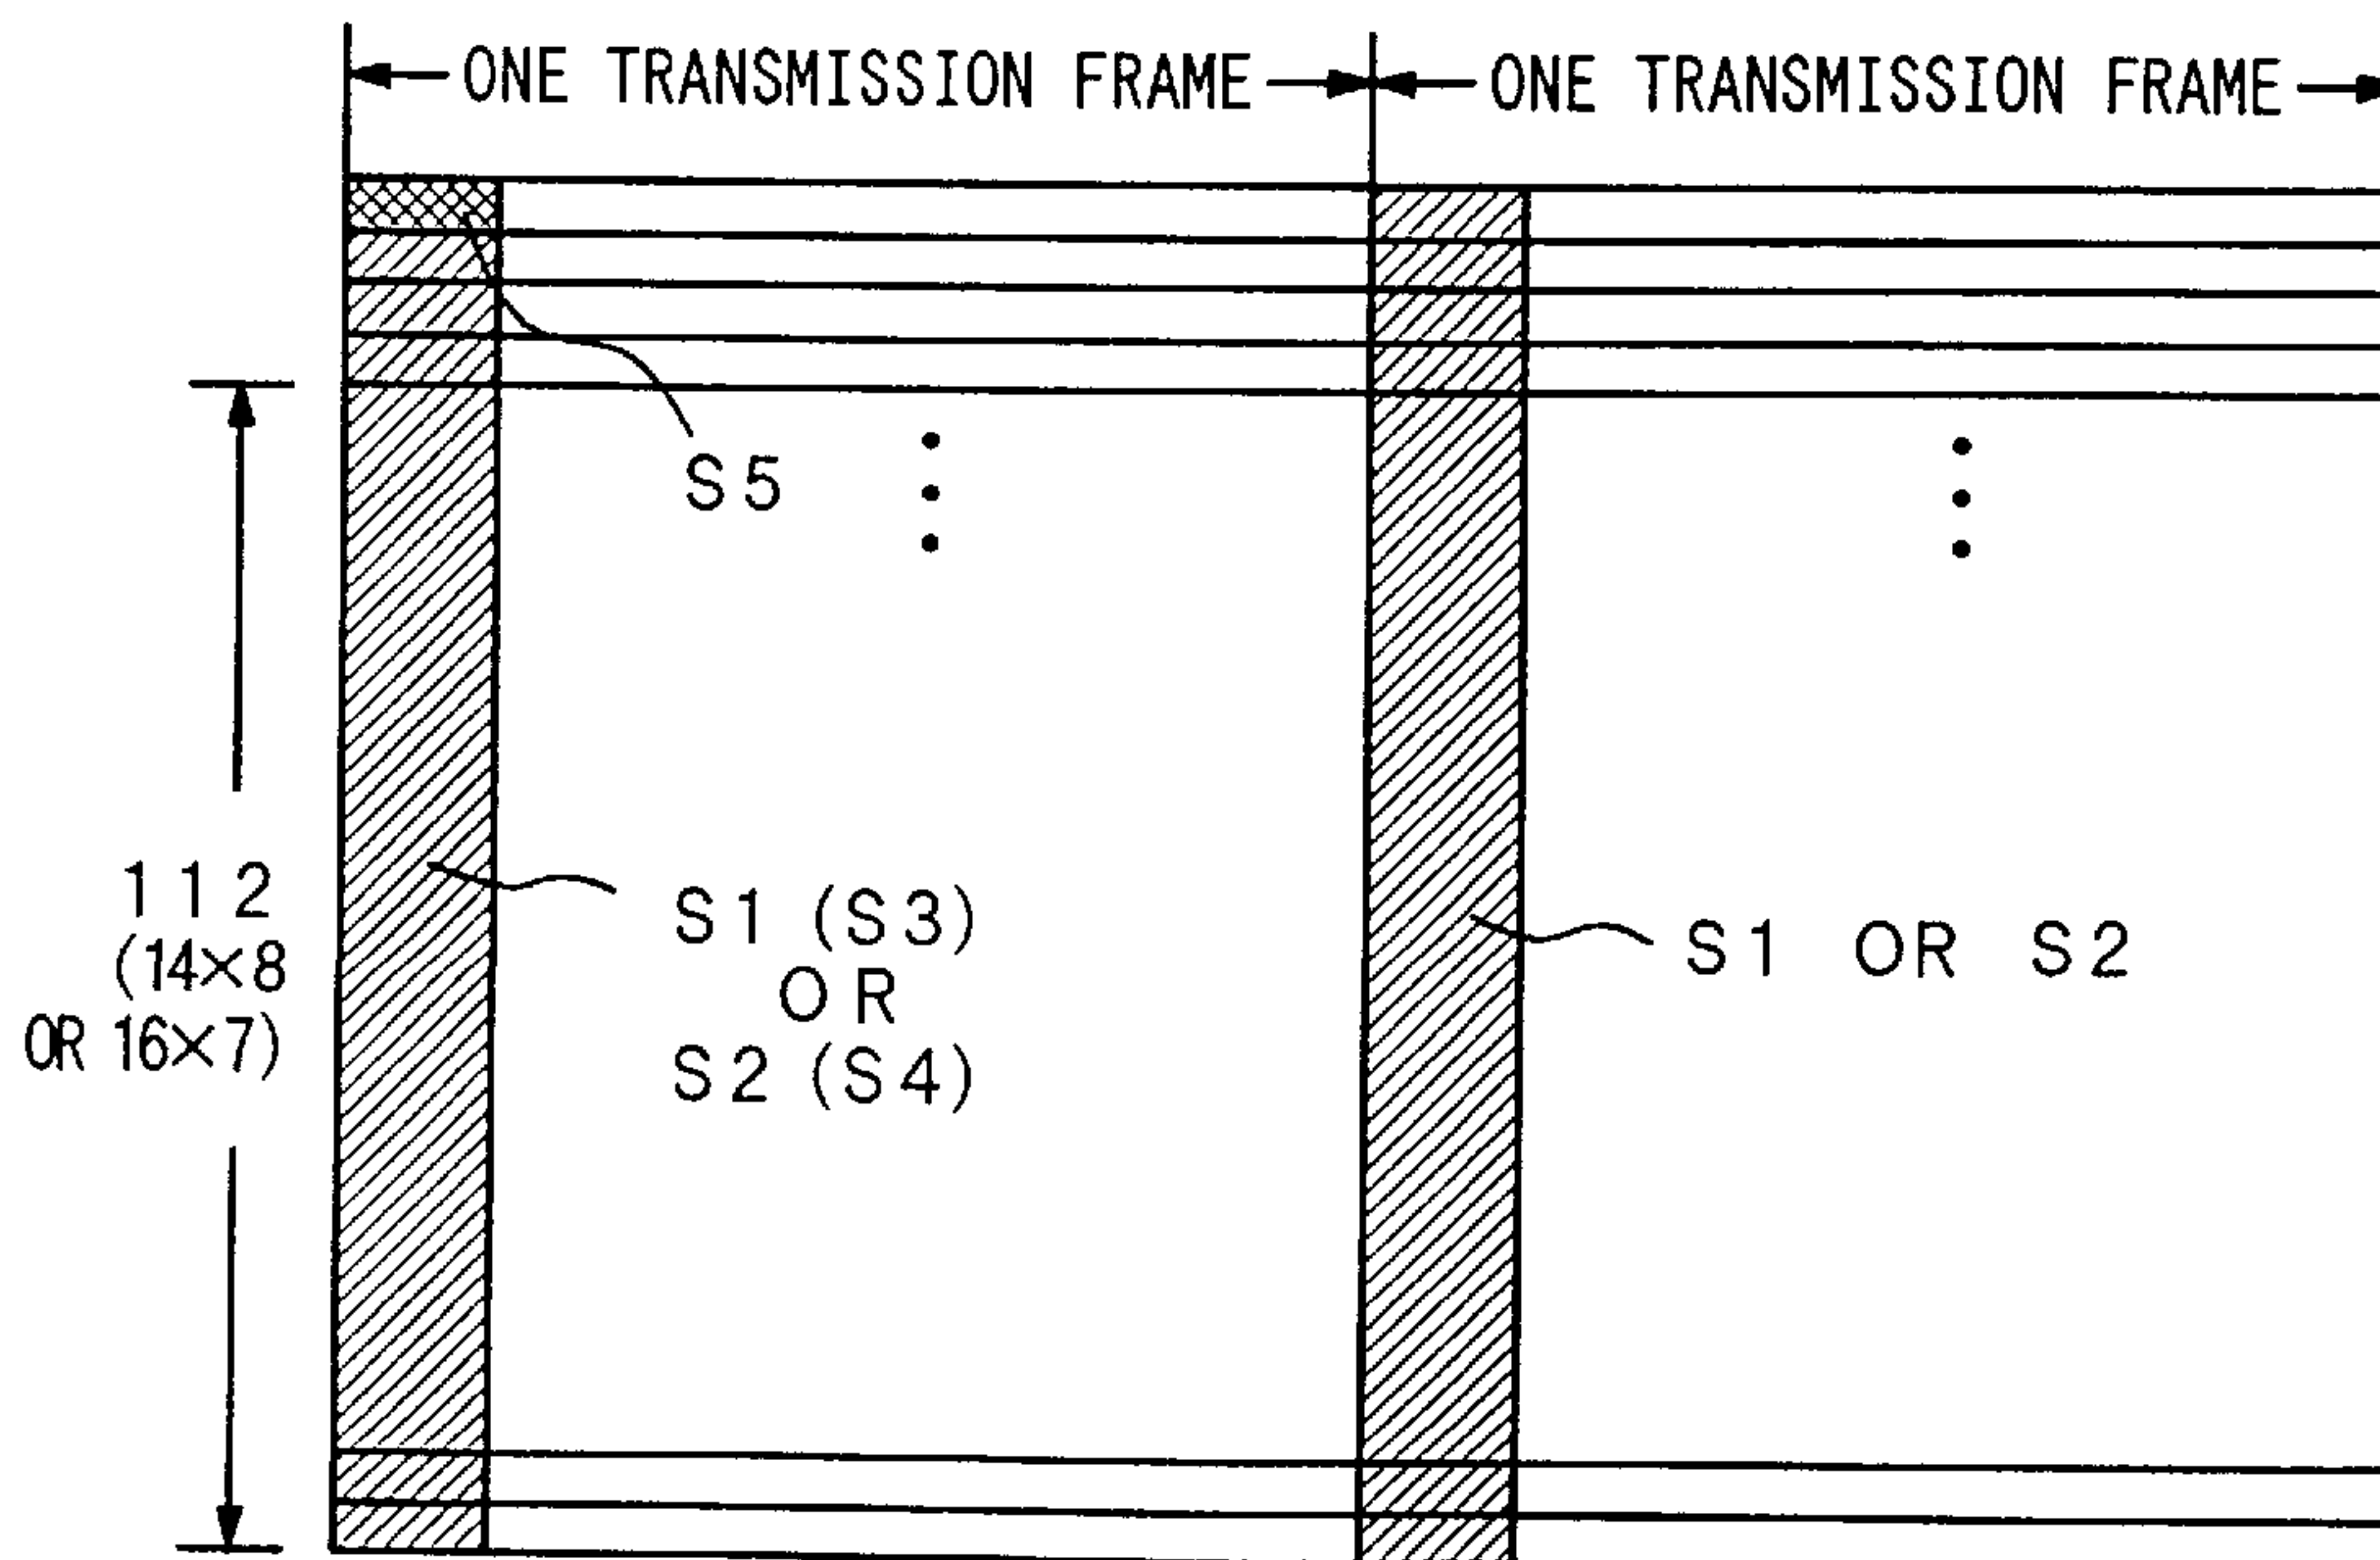 ONE TRANSMISSION FRAME
ONE TRANSMISSION FRAME
S5
112
(14×8
OR 16×7)
S1 (S3)
OR
S2 (S4)
S1 OR S2